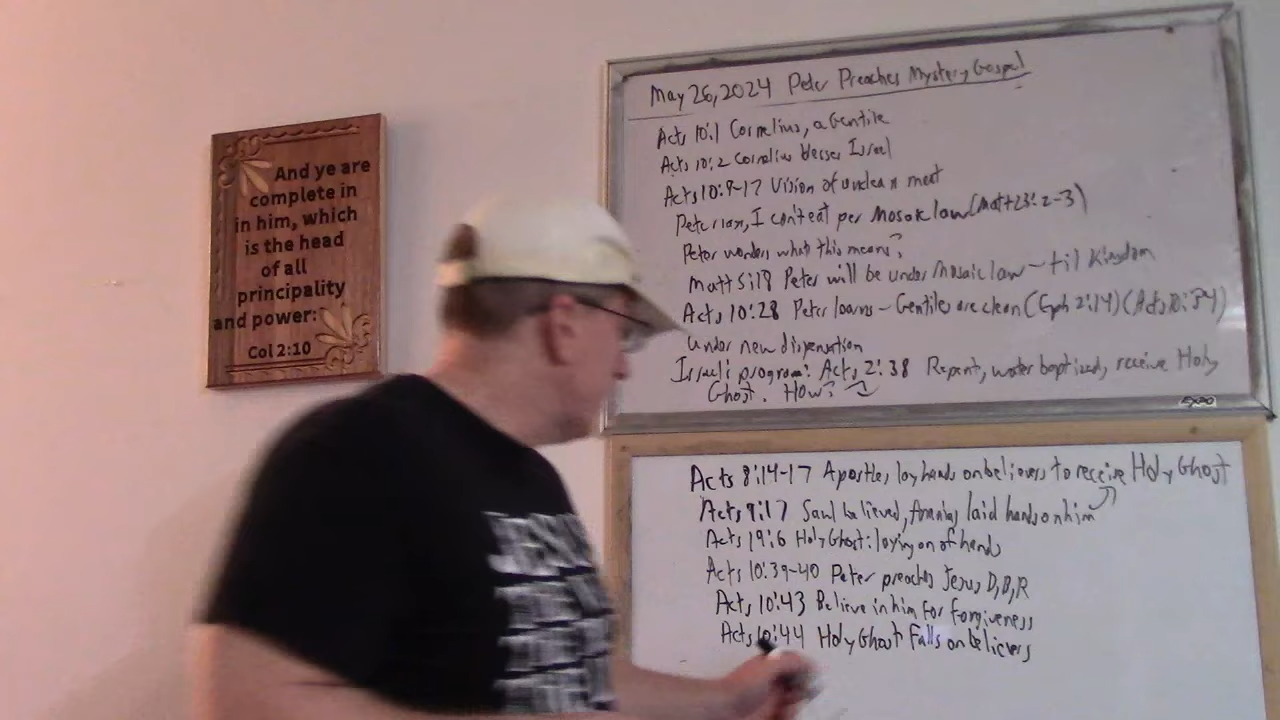 And ye are
complete in
in him, which
is the head
of all
principality
and power:
Col 2:10
May 26, 2024 Peter Preaches Mystery Gospel
Acts 10:1 Cornelius, a Gentile
Acts 10:2 Cornelius blesses Israel
Acts 10:9-17 Vision of unclean meat
Peter says, I can't eat per Mosaic law (Matt 23:2-3)
Peter wonders what this means?
Matt 5:18 Peter will be under Mosaic law - til Kingdom
Acts 10:28 Peter learns - Gentiles are clean (Eph 2:14) (Acts 10:34)
under new dispensation
Israeli program: Acts 2:38 Repent, water baptized, receive Holy
Ghost. How?
EXPO
Acts 8:14-17 Apostles lay hands on believers to receive Holy Ghost
Acts 9:17 Saul believed, Ananias laid hands on him
Acts 19:6 Holy Ghost: laying on of hands
Acts 10:39-40 Peter preaches Jesus D, B, R
Acts 10:43 Believe in him for forgiveness
Acts 10:44 Holy Ghost Falls on believers
JESUS